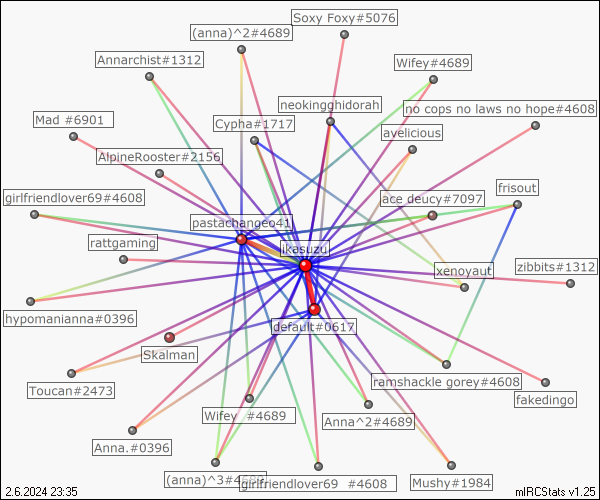 Soxy Foxy#5076
(anna)^2#4689
Annarchist#1312
Wifey#4689
neokingghidorah
no cops no laws no hope#4608
Mad #6901
Cypha#1717
ayelicious
AlpineRooster#2156
girlfriendlover69#4608
ace deucy#7097
frisout
pastachangeo41
rattgaming
ikasuzu
xenoyaut
zibbits#1312
hypomanianna#0396
default#0617
Skalman
Toucan#2473
ramshackle gorey#4608
fakedingo
Wifey #4689
Anna^2#4689
Anna.#0396
(anna)^3#4689
girlfriendlover69 #4608
Mushy#1984
2.6.2024 23:35
mIRCStats v1.25